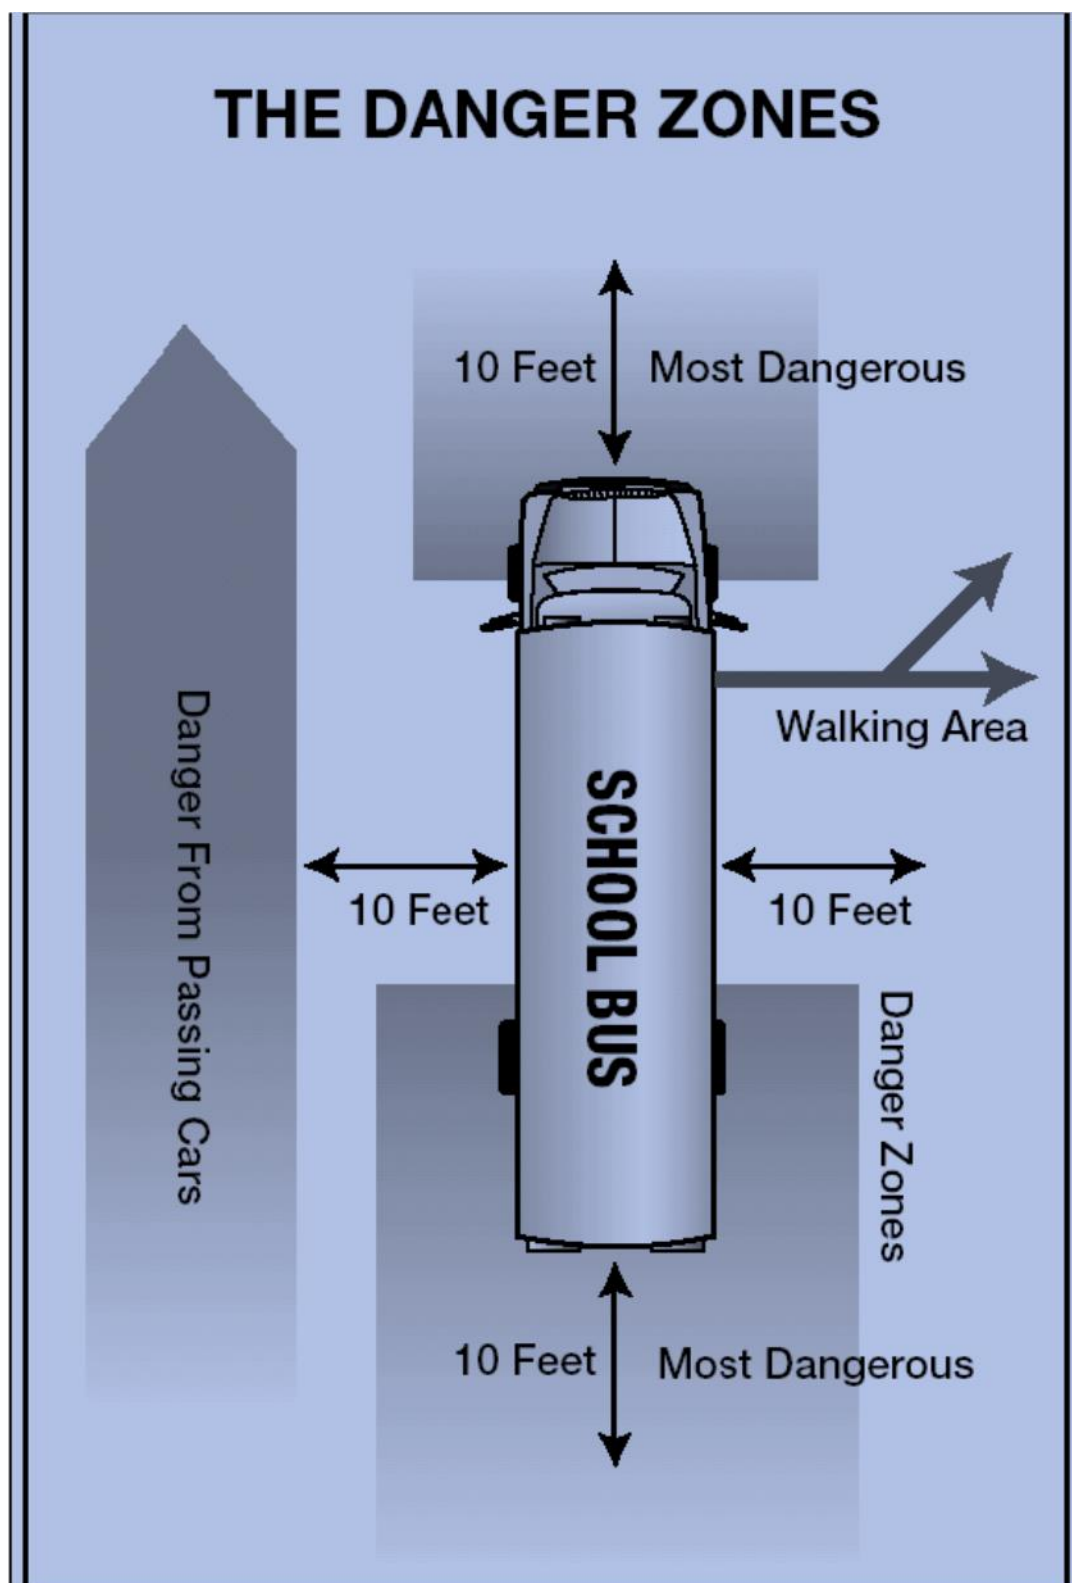 THE DANGER ZONES
10 Feet
Most Dangerous
Walking Area
Danger From Passing Cars
SCHOOL BUS
10 Feet
10 Feet
Danger Zones
10 Feet
Most Dangerous